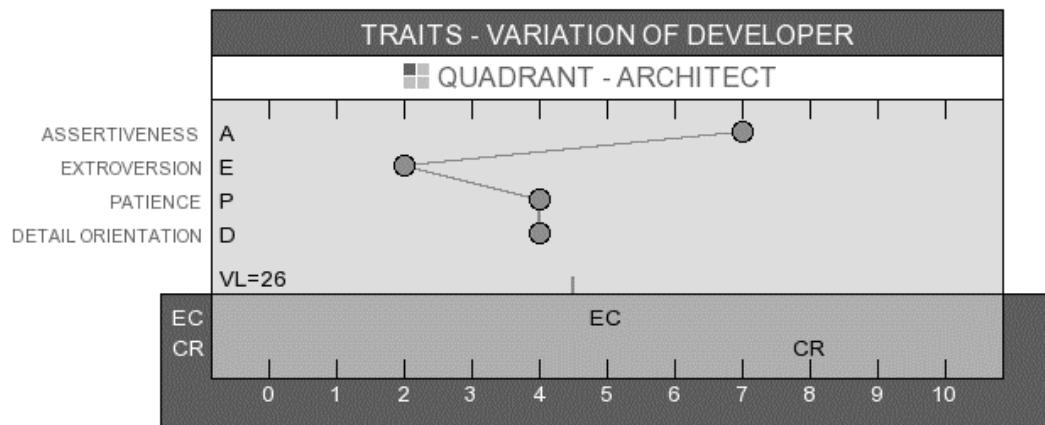 TRAITS - VARIATION OF DEVELOPER
QUADRANT - ARCHITECT
ASSERTIVENESS A
EXTROVERSION E
PATIENCE P
DETAIL ORIENTATION D
VL=26
EC EC
CR CR
0 1 2 3 4 5 6 7 8 9 10